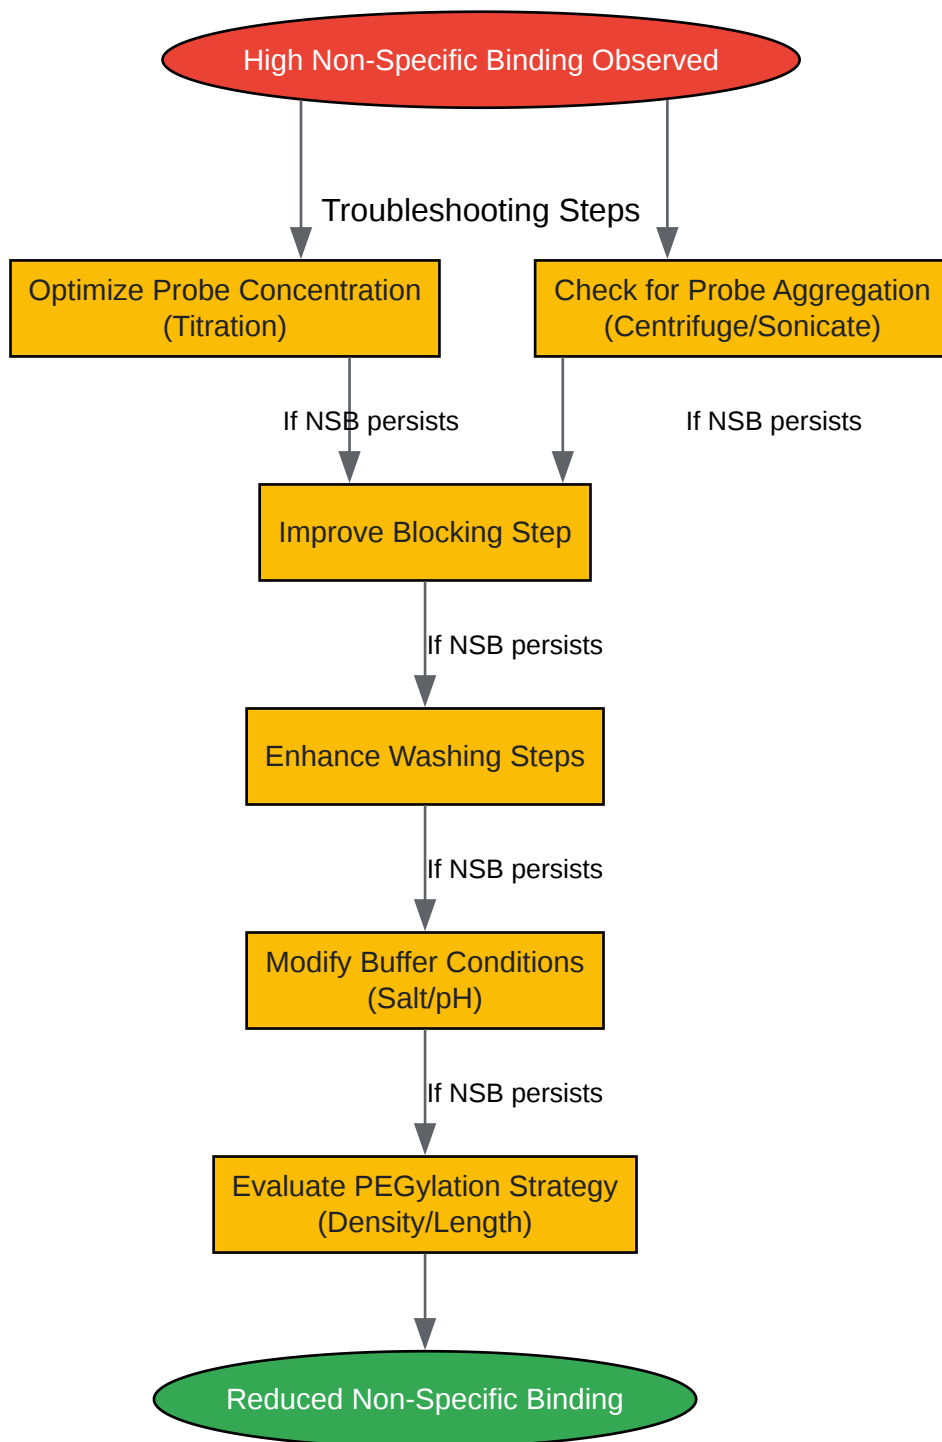 High Non-Specific Binding Observed
Troubleshooting Steps
Optimize Probe Concentration
(Titration)
Check for Probe Aggregation
(Centrifuge/Sonicate)
If NSB persists
If NSB persists
Improve Blocking Step
If NSB persists
Enhance Washing Steps
If NSB persists
Modify Buffer Conditions
(Salt/pH)
If NSB persists
Evaluate PEGylation Strategy
(Density/Length)
Reduced Non-Specific Binding